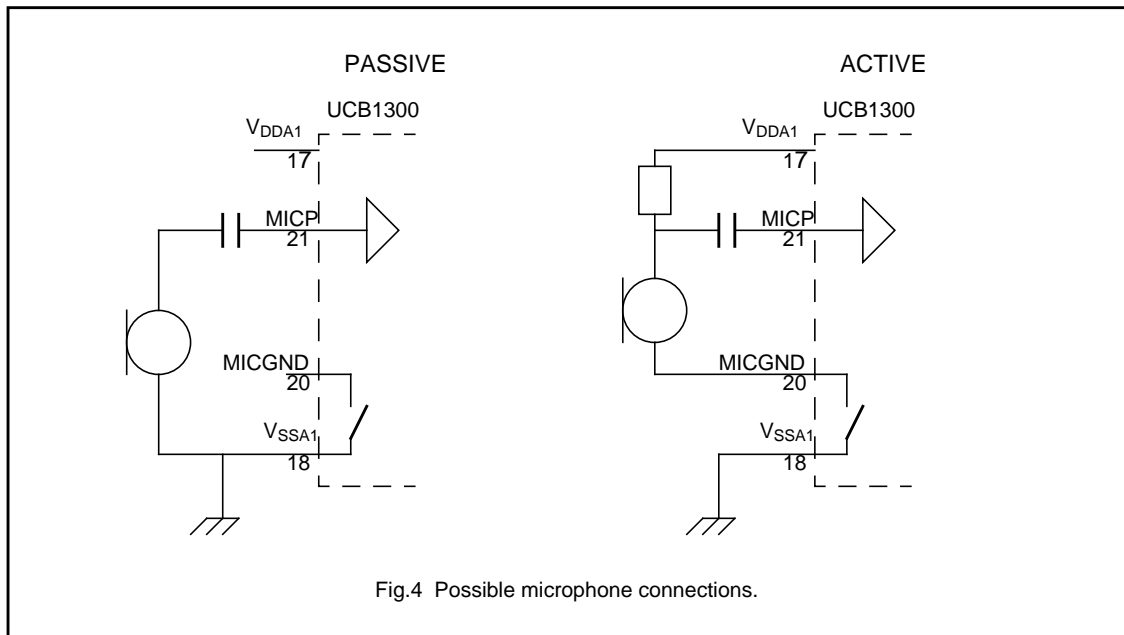 PASSIVE
UCB1300
VDDA1
17
MICP
21
MICGND
20
VSSA1
18
ACTIVE
UCB1300
VDDA1
17
MICP
21
MICGND
20
VSSA1
18
Fig.4 Possible microphone connections.